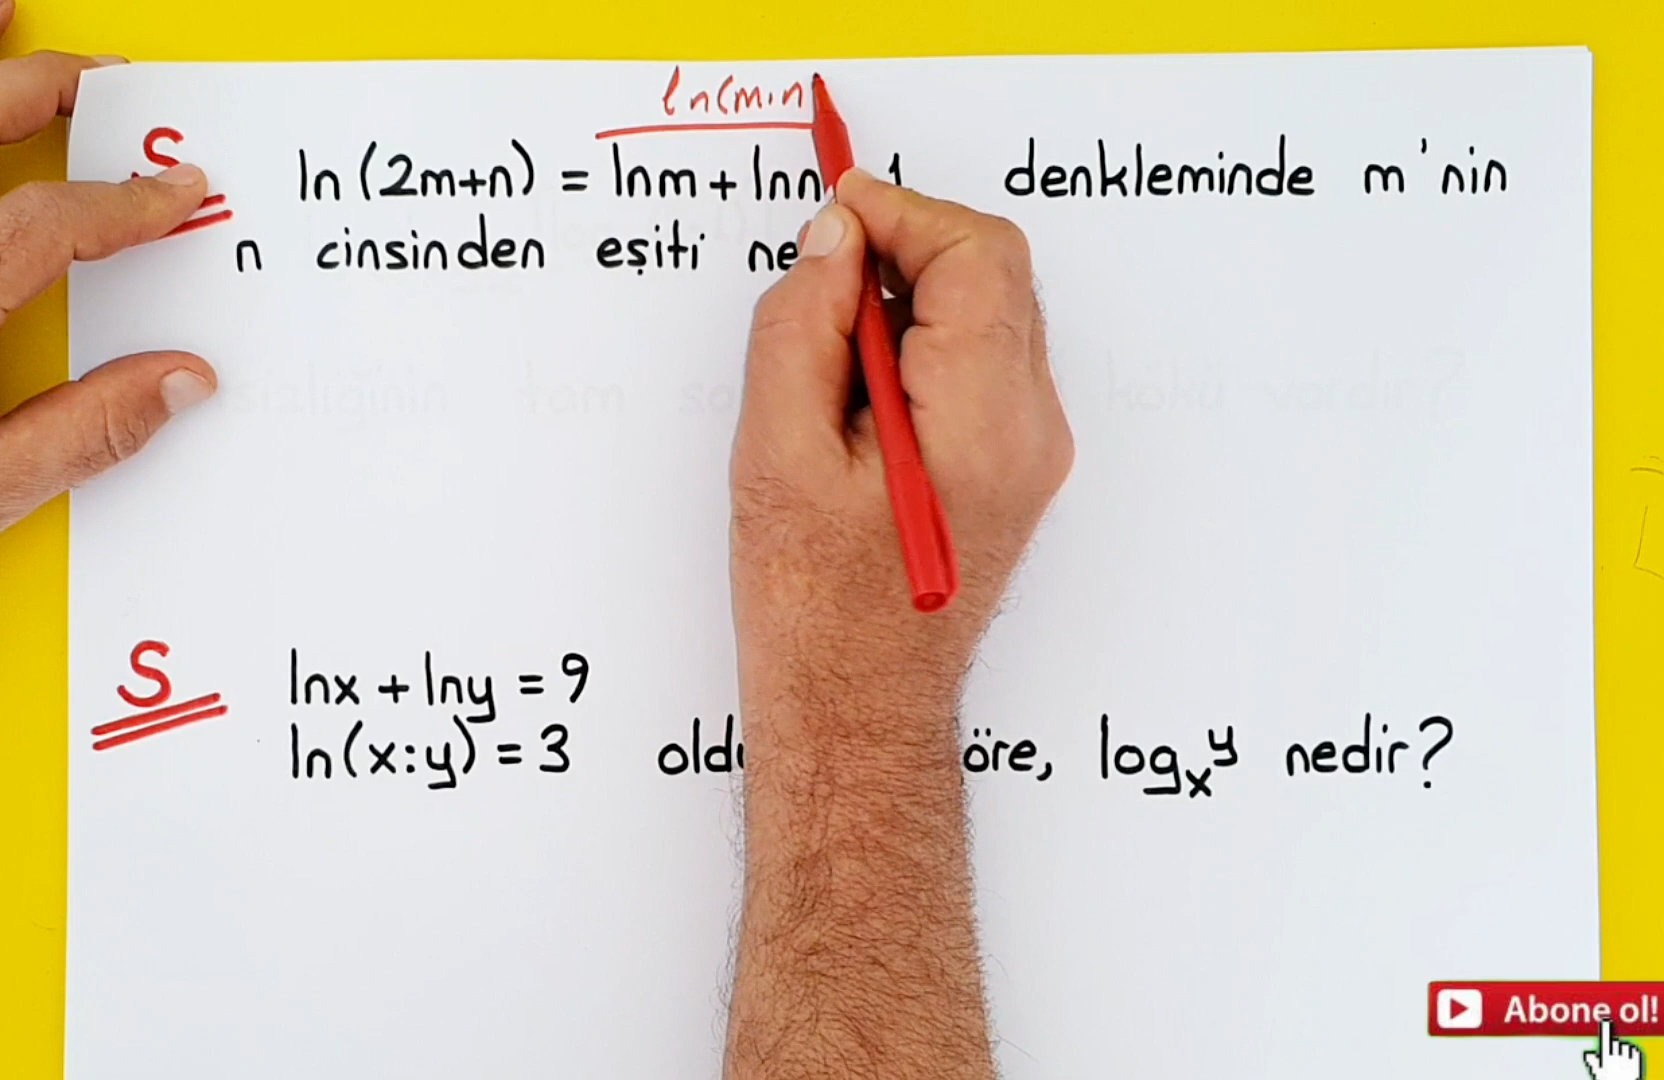 ln(m.n
S
ln (2m+n) = lnm + lnn 1 denkleminde m'nin
n cinsinden eşiti ne
S
lnx + lny = 9
ln(x:y) = 3 old öre, logₓy nedir?
Abone ol!